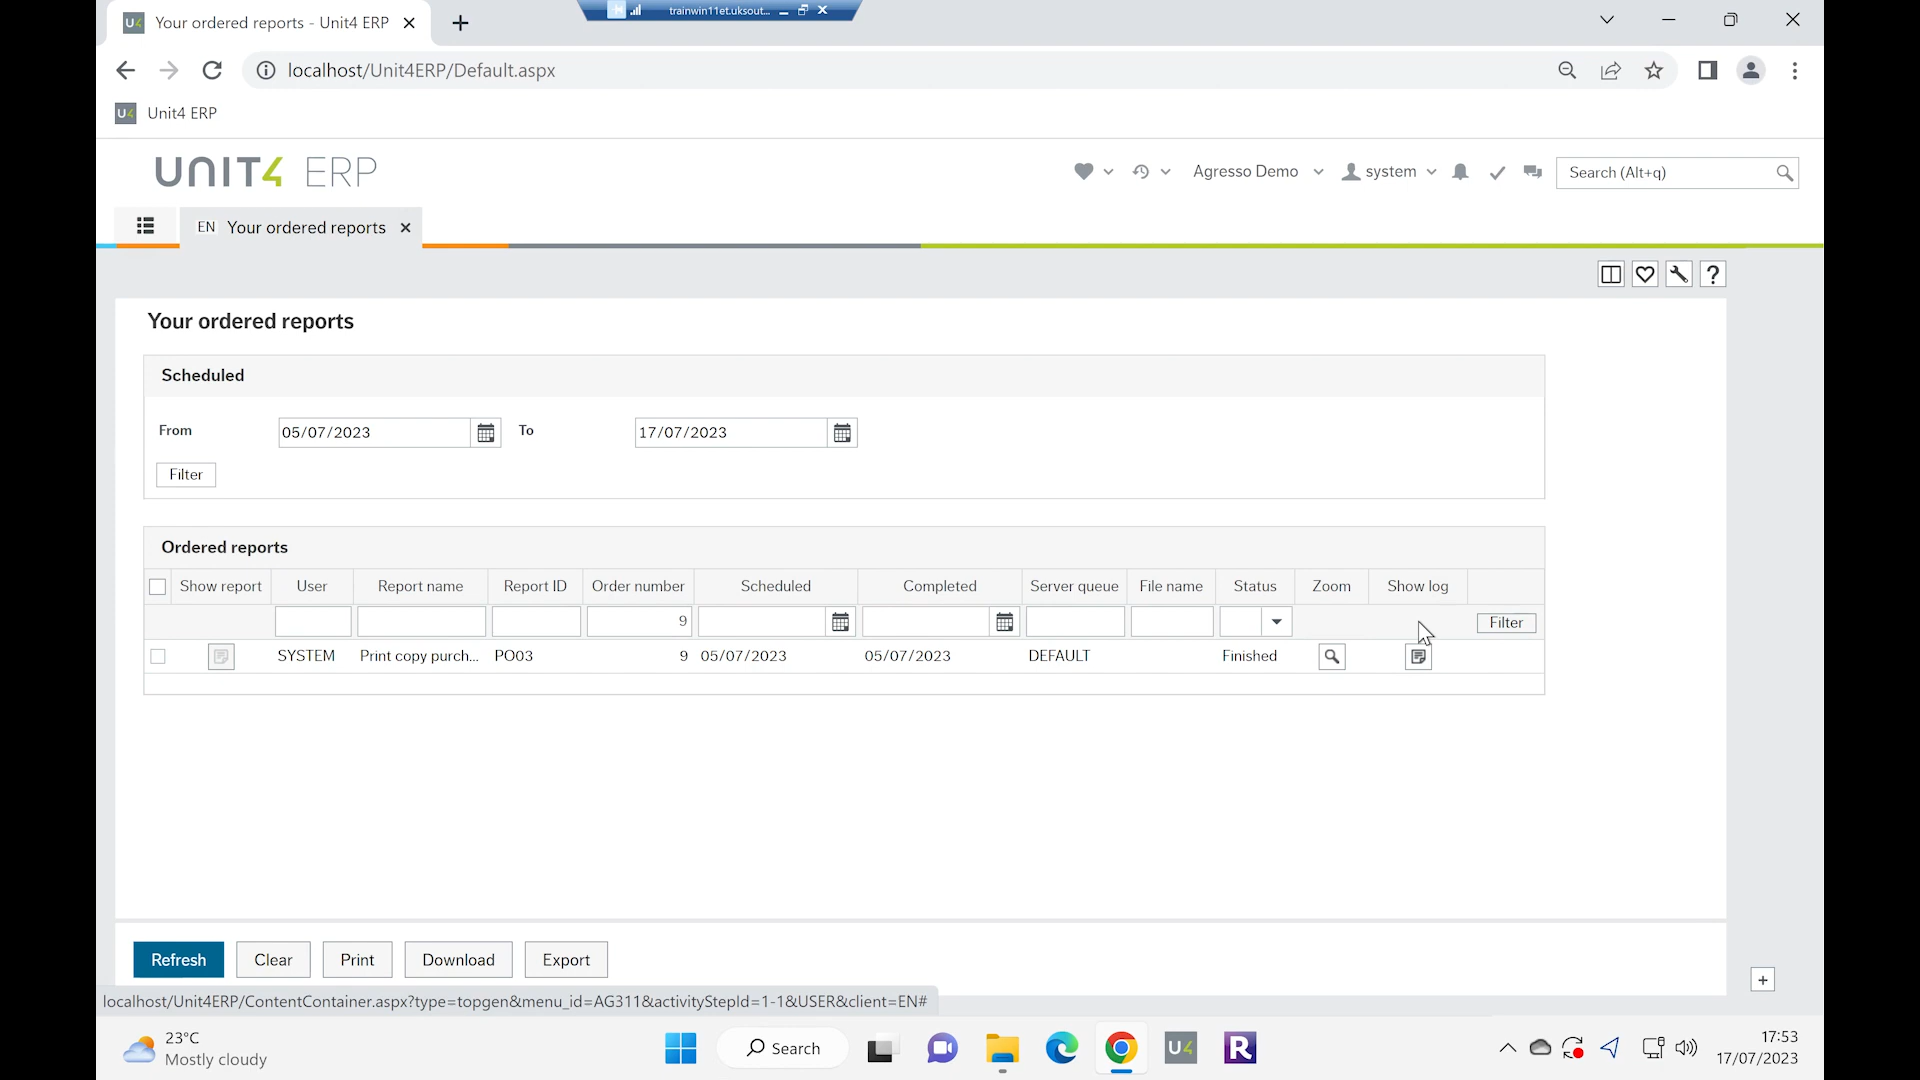 Your ordered reports - Unit4 ERP
trainwin11et.uksout...
localhost/Unit4ERP/Default.aspx
U4 Unit4 ERP
UNIT4 ERP
Agresso Demo
system
Search (Alt+q)
EN Your ordered reports
Your ordered reports
Scheduled
From 05/07/2023 To 17/07/2023
Filter
Ordered reports
Show report User Report name Report ID Order number Scheduled Completed Server queue File name Status Zoom Show log
9 Filter
SYSTEM Print copy purch... PO03 9 05/07/2023 05/07/2023 DEFAULT Finished
Refresh Clear Print Download Export
localhost/Unit4ERP/ContentContainer.aspx?type=topgen&menu_id=AG311&activityStepId=1-1&USER&client=EN#
23°C
Mostly cloudy
Search
U4
R
17:53
17/07/2023